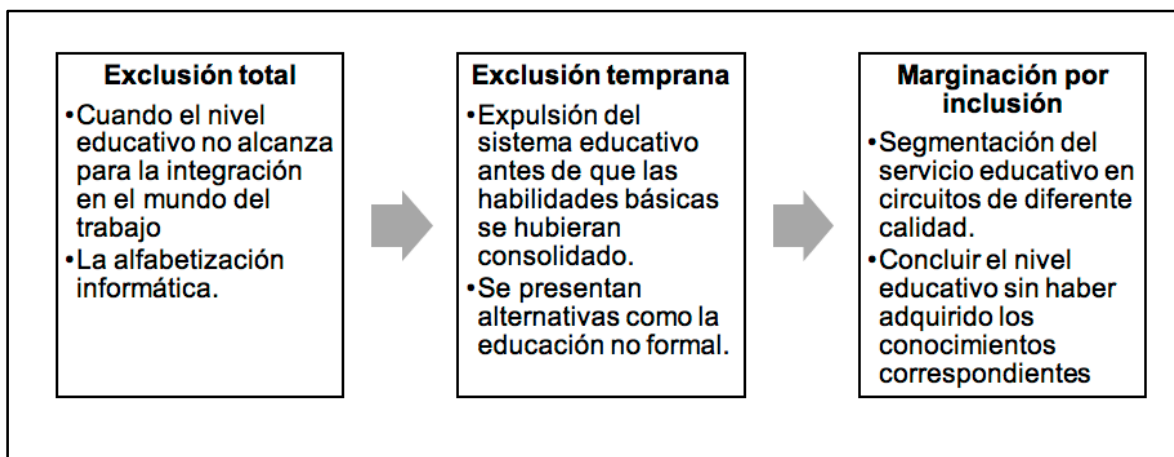 Exclusión total
•Cuando el nivel
educativo no alcanza
para la integración
en el mundo del
trabajo
•La alfabetización
informática.
Exclusión temprana
•Expulsión del
sistema educativo
antes de que las
habilidades básicas
se hubieran
consolidado.
•Se presentan
alternativas como la
educación no formal.
Marginación por
inclusión
•Segmentación del
servicio educativo en
circuitos de diferente
calidad.
•Concluir el nivel
educativo sin haber
adquirido los
conocimientos
correspondientes